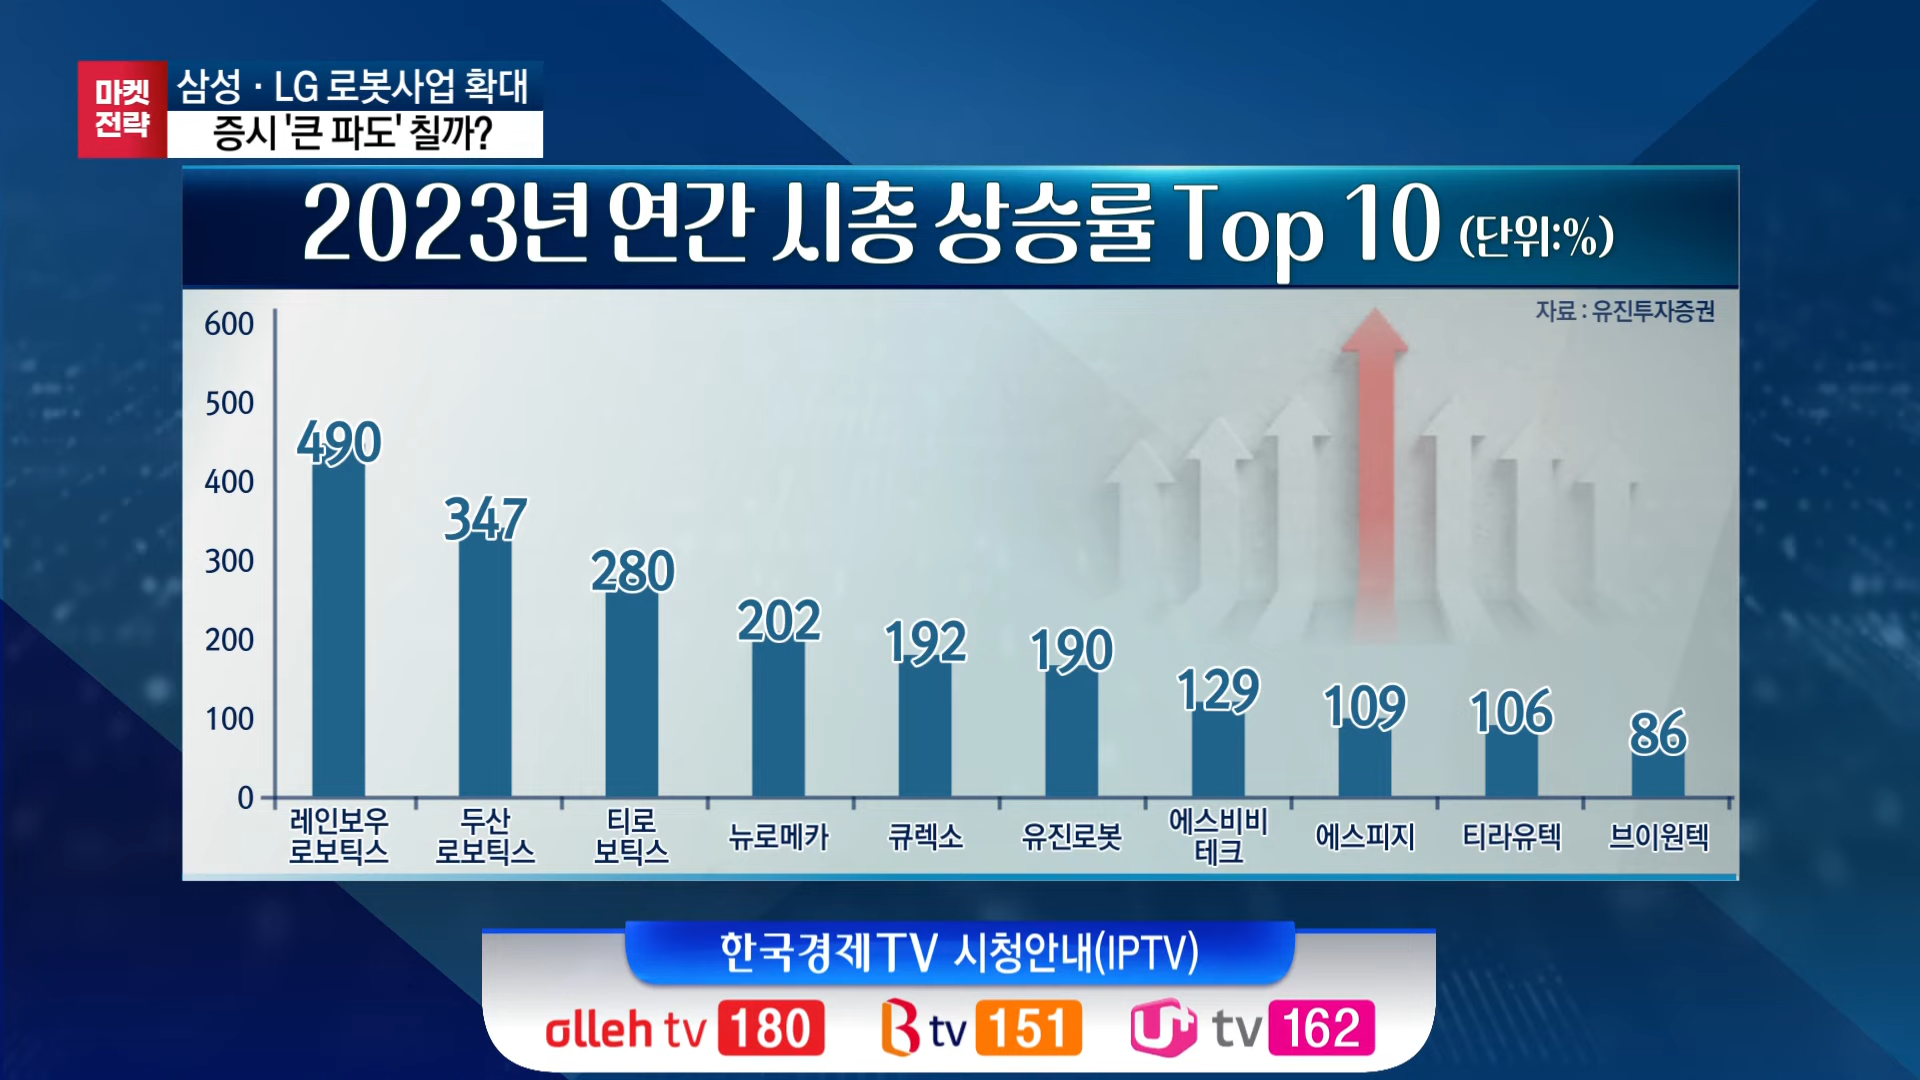 마켓
전략
삼성 · LG 로봇사업 확대
증시 '큰 파도' 칠까?
2023년 연간 시총 상승률 Top 10 (단위:%)
자료 : 유진투자증권
600
500
400
300
200
100
0
490
347
280
202
192
190
129
109
106
86
레인보우
로보틱스
두산
로보틱스
티로
보틱스
뉴로메카
큐렉소
유진로봇
에스비비
테크
에스피지
티라유텍
브이원텍
한국경제TV 시청안내(IPTV)
olleh tv 180
B tv 151
U+ tv 162